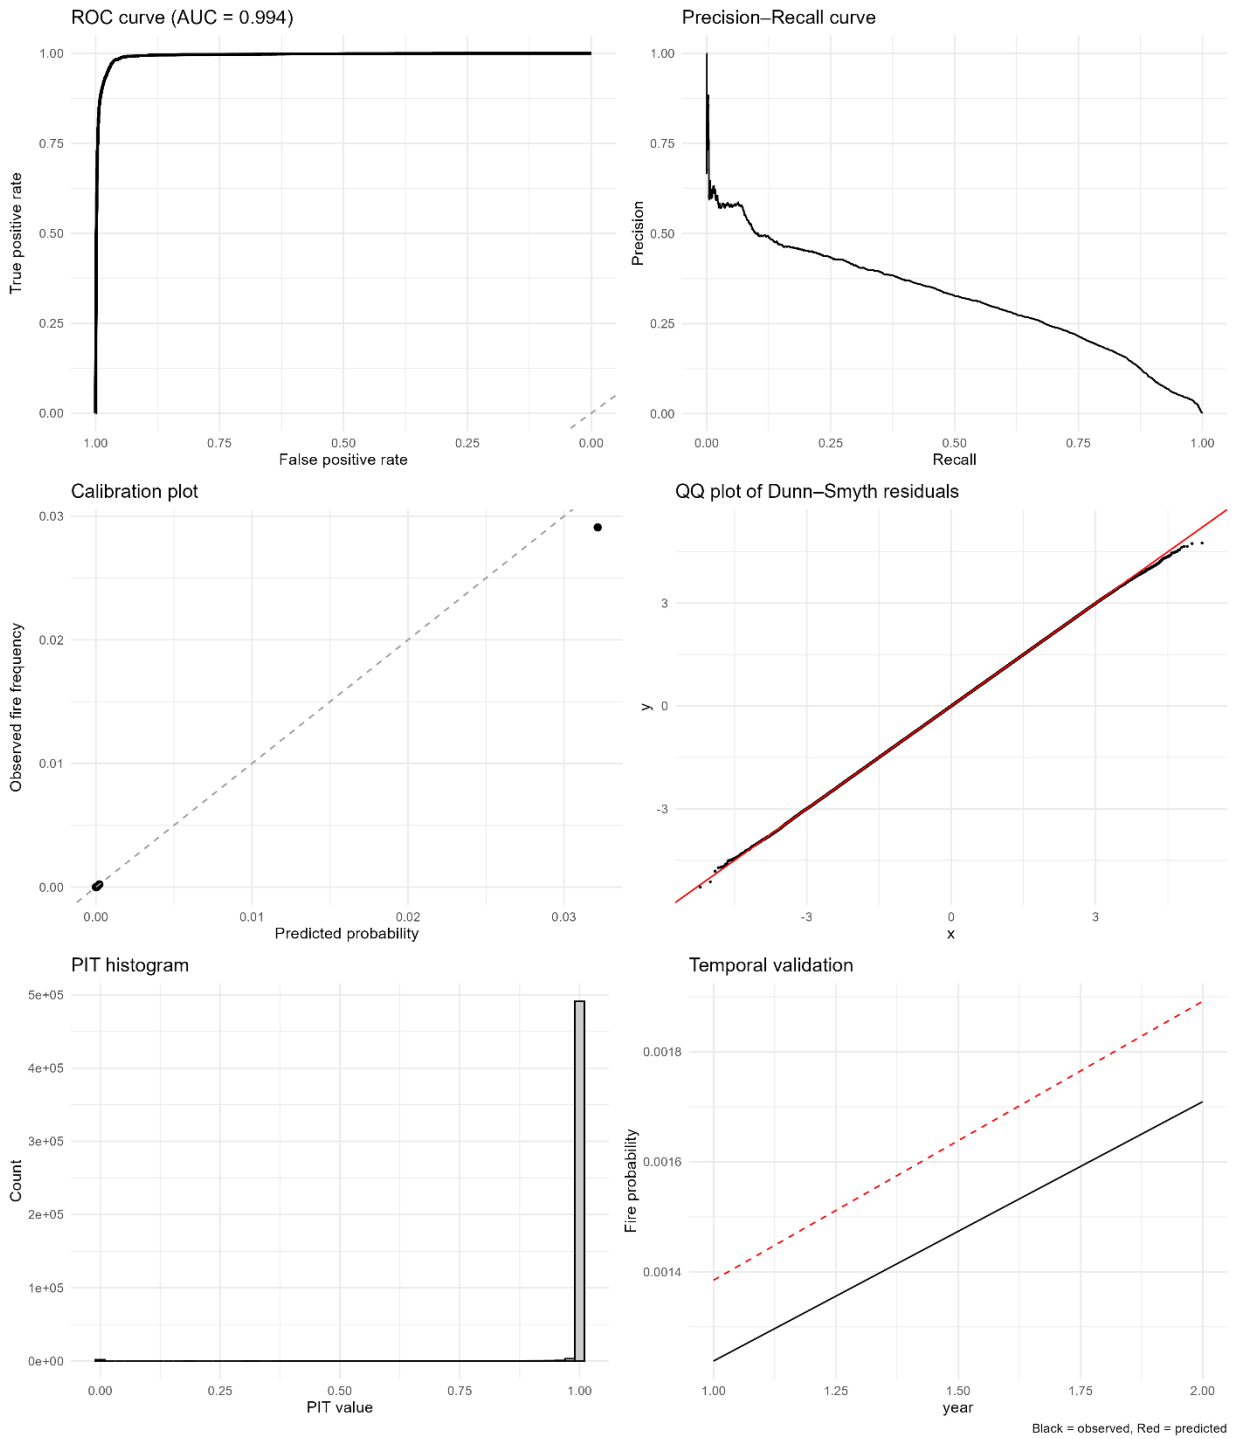 ROC curve (AUC = 0.994)
1.00
0.75
0.50
0.25
0.00
True positive rate
1.00 0.75 0.50 0.25 0.00
False positive rate
Precision–Recall curve
1.00
0.75
0.50
0.25
0.00
Precision
0.00 0.25 0.50 0.75 1.00
Recall
Calibration plot
0.03
0.02
0.01
0.00
Observed fire frequency
0.00 0.01 0.02 0.03
Predicted probability
QQ plot of Dunn–Smyth residuals
3
0
-3
y
-3 0 3
x
PIT histogram
5e+05
4e+05
3e+05
2e+05
1e+05
0e+00
Count
0.00 0.25 0.50 0.75 1.00
PIT value
Temporal validation
0.0018
0.0016
0.0014
Fire probability
1.00 1.25 1.50 1.75 2.00
year
Black = observed, Red = predicted